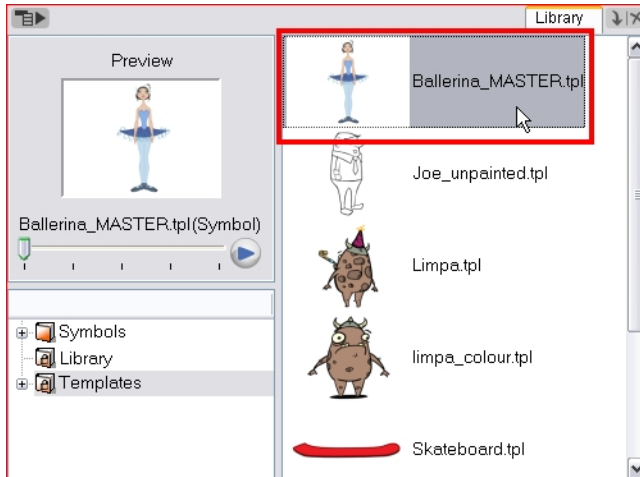 Library
Preview
Ballerina_MASTER.tpl(Symbol)
Symbols
Library
Templates
Ballerina_MASTER.tpl
Joe_unpainted.tpl
Limpa.tpl
limpa_colour.tpl
Skateboard.tpl